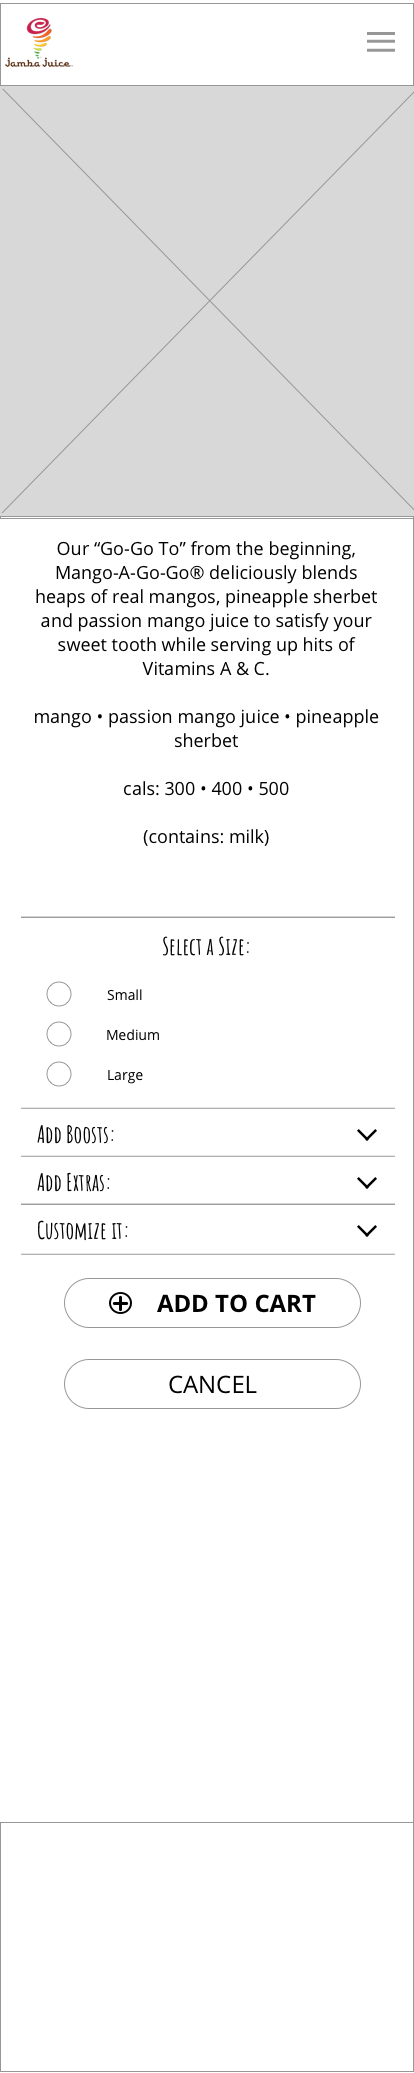 Jamba Juice
Our “Go-Go To” from the beginning,
Mango-A-Go-Go® deliciously blends
heaps of real mangos, pineapple sherbet
and passion mango juice to satisfy your
sweet tooth while serving up hits of
Vitamins A & C.
mango • passion mango juice • pineapple
sherbet
cals: 300 • 400 • 500
(contains: milk)
Select a Size:
Small
Medium
Large
Add Boosts:
Add Extras:
Customize it:
ADD TO CART
CANCEL